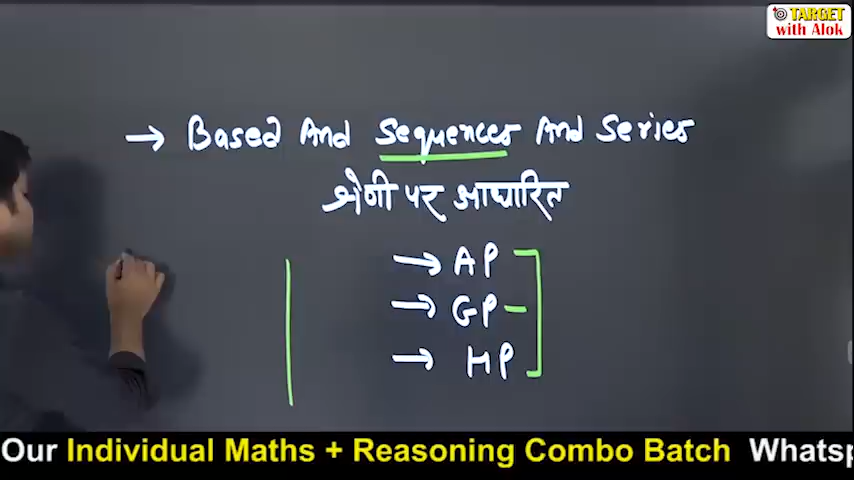 TARGET
with Alok
→ Based And Sequences And Series
श्रेणी पर आधारित
→ AP
→ GP
→ HP
Our Individual Maths + Reasoning Combo Batch Whatsp